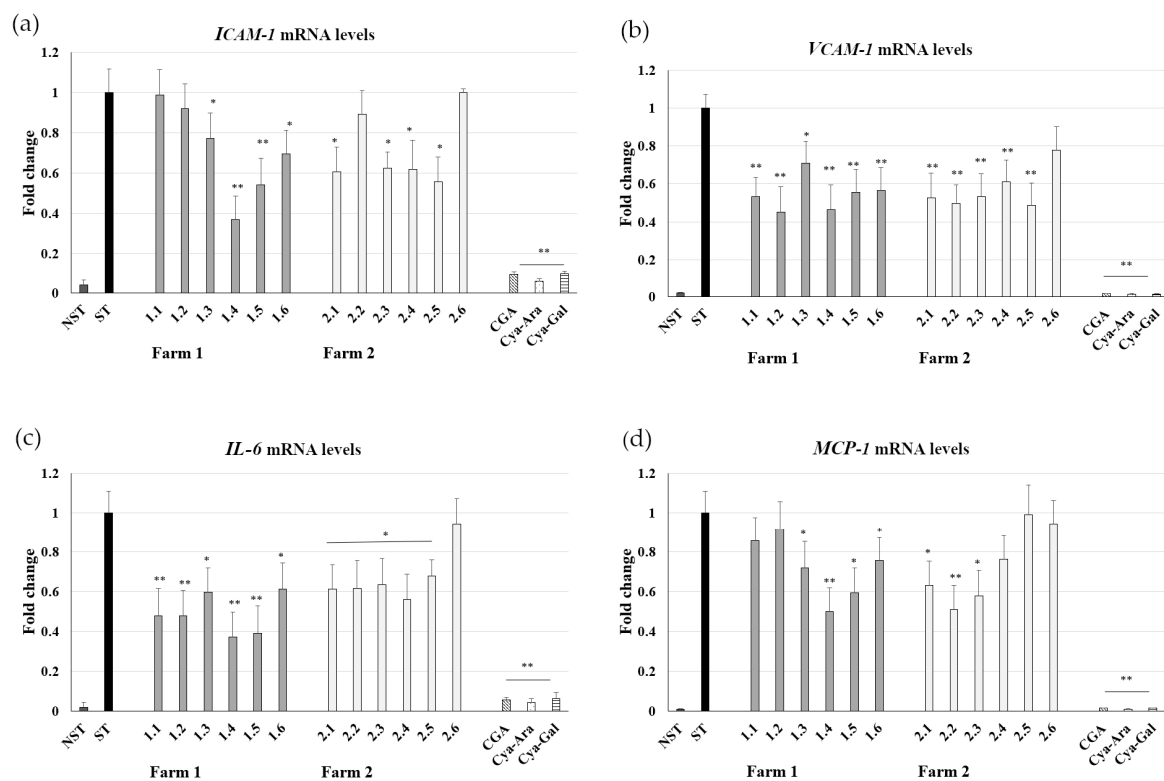 (a)
ICAM-1 mRNA levels
Fold change
1.2
1
0.8
0.6
0.4
0.2
0
* ** ** * * * * * **
NST ST 1.1 1.2 1.3 1.4 1.5 1.6 2.1 2.2 2.3 2.4 2.5 2.6 CGA Cya-Ara Cya-Gal
Farm 1 Farm 2
(b)
VCAM-1 mRNA levels
Fold change
1.2
1
0.8
0.6
0.4
0.2
0
** ** * ** ** ** ** ** ** ** ** **
NST ST 1.1 1.2 1.3 1.4 1.5 1.6 2.1 2.2 2.3 2.4 2.5 2.6 CGA Cya-Ara Cya-Gal
Farm 1 Farm 2
(c)
IL-6 mRNA levels
Fold change
1.2
1
0.8
0.6
0.4
0.2
0
** ** * ** ** * * **
NST ST 1.1 1.2 1.3 1.4 1.5 1.6 2.1 2.2 2.3 2.4 2.5 2.6 CGA Cya-Ara Cya-Gal
Farm 1 Farm 2
(d)
MCP-1 mRNA levels
Fold change
1.2
1
0.8
0.6
0.4
0.2
0
* ** * * * ** * **
NST ST 1.1 1.2 1.3 1.4 1.5 1.6 2.1 2.2 2.3 2.4 2.5 2.6 CGA Cya-Ara Cya-Gal
Farm 1 Farm 2